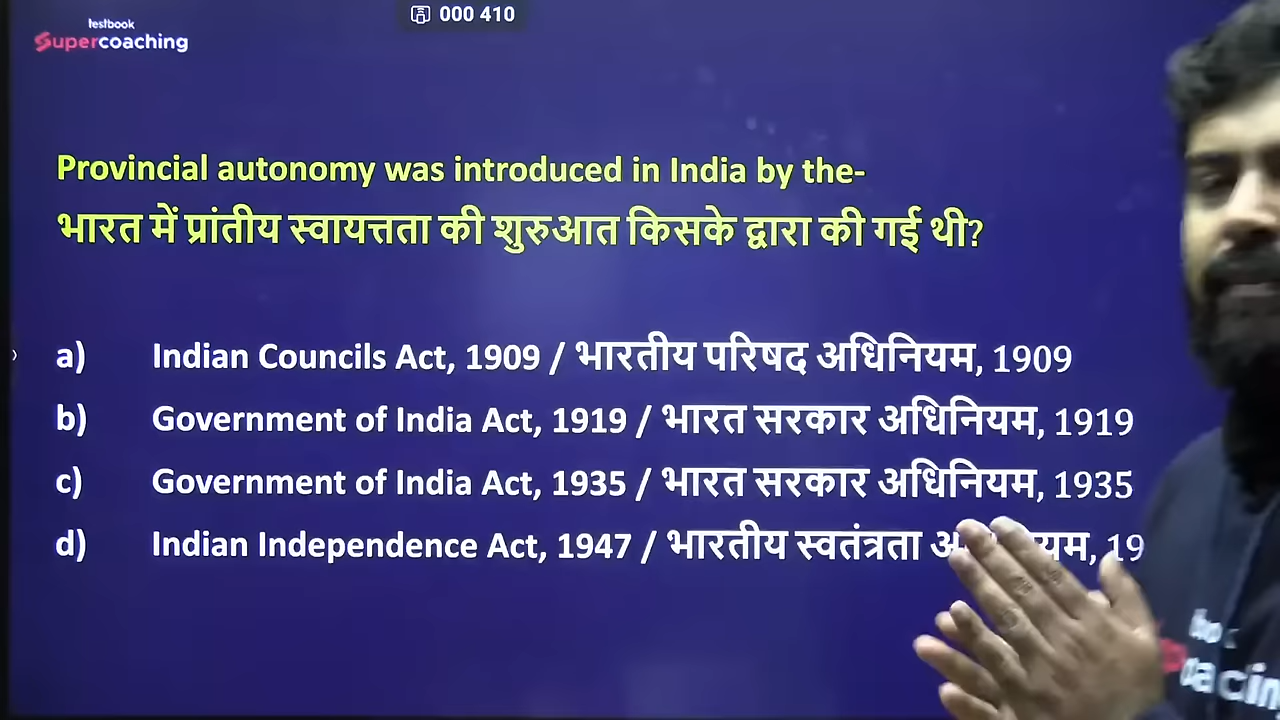 testbook
Supercoaching
000 410
Provincial autonomy was introduced in India by the-
भारत में प्रांतीय स्वायत्तता की शुरुआत किसके द्वारा की गई थी?
a) Indian Councils Act, 1909 / भारतीय परिषद अधिनियम, 1909
b) Government of India Act, 1919 / भारत सरकार अधिनियम, 1919
c) Government of India Act, 1935 / भारत सरकार अधिनियम, 1935
d) Indian Independence Act, 1947 / भारतीय स्वतंत्रता